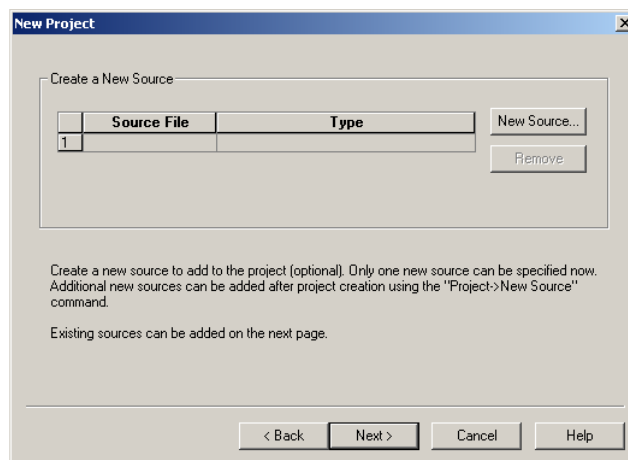 New Project
Create a New Source
Source File Type
New Source...
1
Remove
Create a new source to add to the project (optional). Only one new source can be specified now.
Additional new sources can be added after project creation using the "Project->New Source"
command.
Existing sources can be added on the next page.
< Back Next > Cancel Help